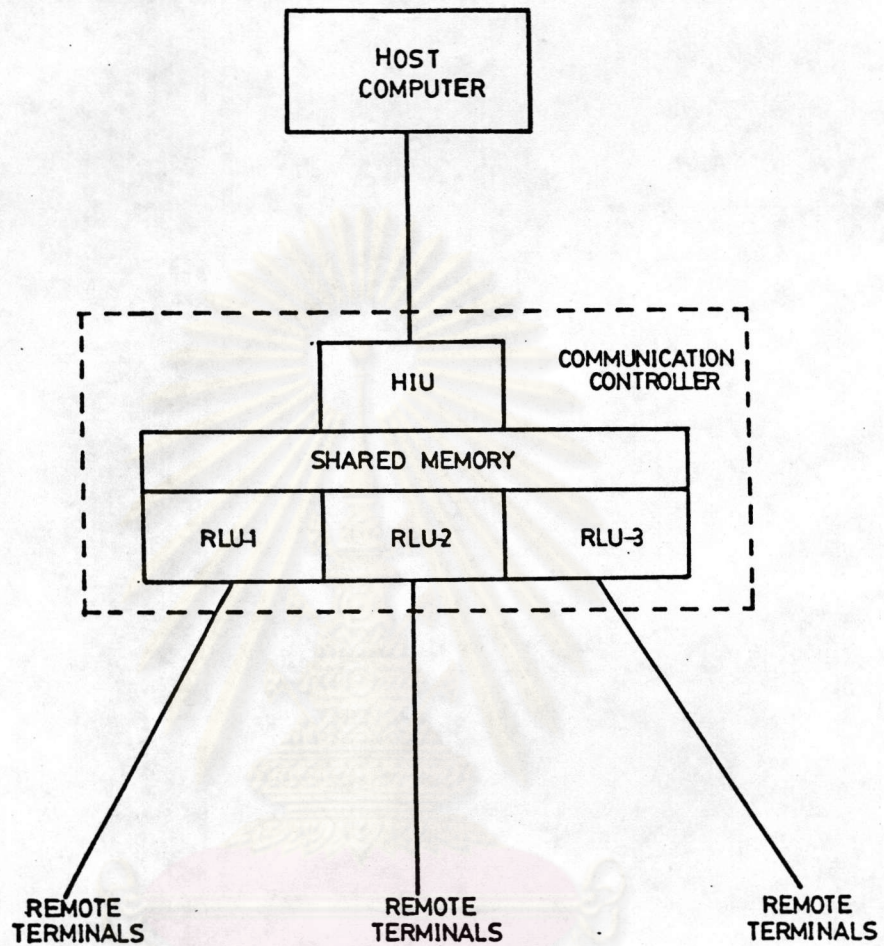 HOST
COMPUTER
HIU
COMMUNICATION
CONTROLLER
SHARED MEMORY
RLU-1
RLU-2
RLU-3
REMOTE
TERMINALS
REMOTE
TERMINALS
REMOTE
TERMINALS